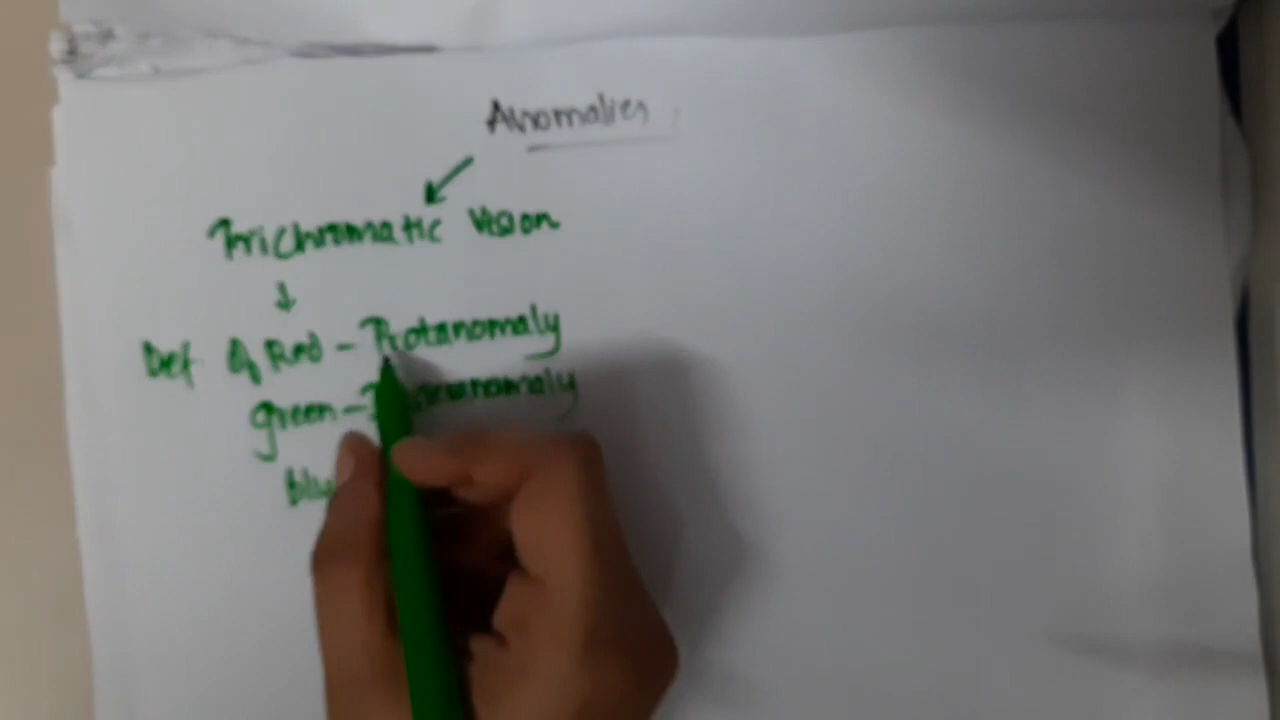 Anomalies
Trichromatic Vision
Def of Red - Protanomaly
green -